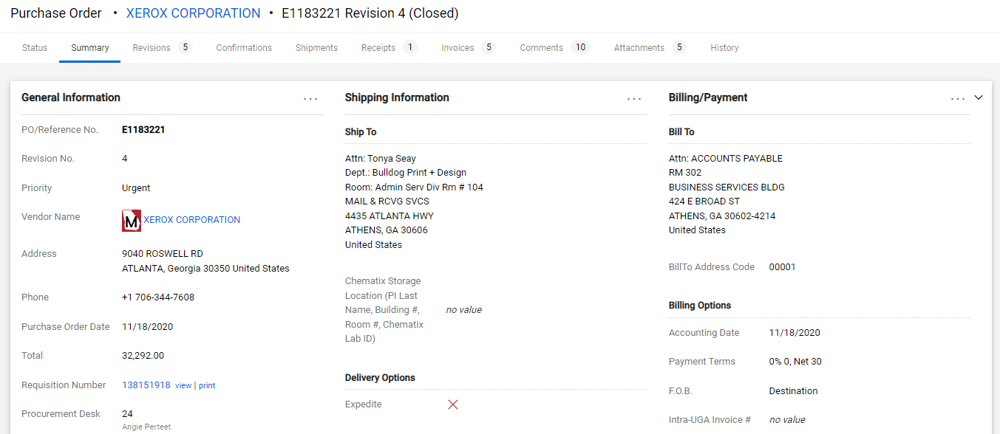 Purchase Order • XEROX CORPORATION • E1183221 Revision 4 (Closed)
Status Summary Revisions 5 Confirmations Shipments Receipts 1 Invoices 5 Comments 10 Attachments 5 History
General Information ...
PO/Reference No. E1183221
Revision No. 4
Priority Urgent
Vendor Name M XEROX CORPORATION
Address 9040 ROSWELL RD
ATLANTA, Georgia 30350 United States
Phone +1 706-344-7608
Purchase Order Date 11/18/2020
Total 32,292.00
Requisition Number 138151918 view | print
Procurement Desk 24
Angie Perteet
Shipping Information ...
Ship To
Attn: Tonya Seay
Dept.: Bulldog Print + Design
Room: Admin Serv Div Rm # 104
MAIL & RCVG SVCS
4435 ATLANTA HWY
ATHENS, GA 30606
United States
Chematix Storage
Location (PI Last
Name, Building #, no value
Room #, Chematix
Lab ID)
Delivery Options
Expedite
Billing/Payment ...
Bill To
Attn: ACCOUNTS PAYABLE
RM 302
BUSINESS SERVICES BLDG
424 E BROAD ST
ATHENS, GA 30602-4214
United States
BillTo Address Code 00001
Billing Options
Accounting Date 11/18/2020
Payment Terms 0% 0, Net 30
F.O.B. Destination
Intra-UGA Invoice # no value